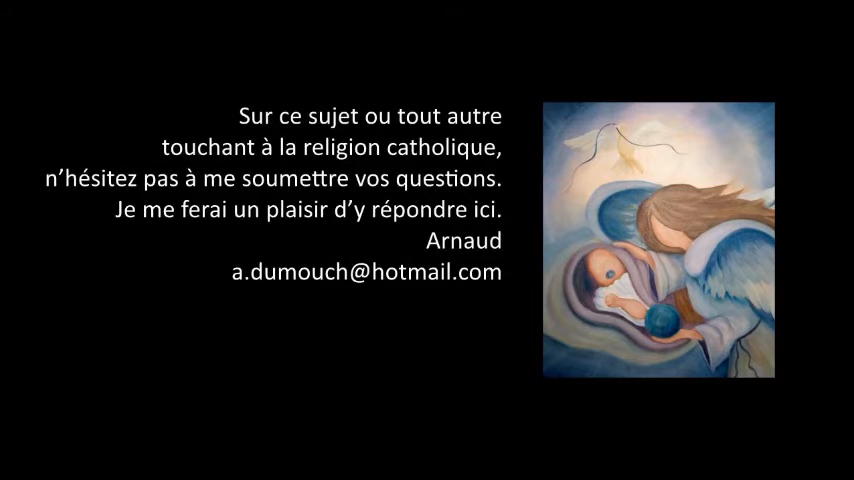 Sur ce sujet ou tout autre
touchant à la religion catholique,
n’hésitez pas à me soumettre vos questions.
Je me ferai un plaisir d’y répondre ici.
Arnaud
a.dumouch@hotmail.com